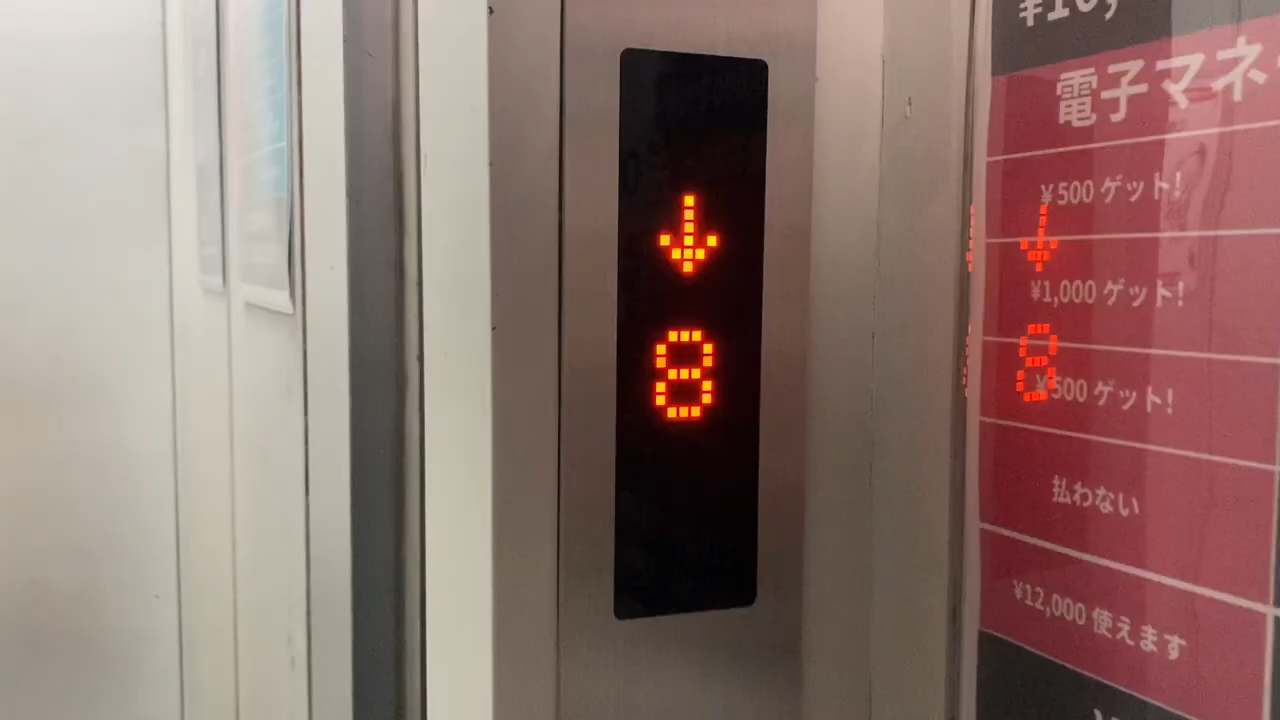 ↓
8
¥10,
電子マネ
¥500 ゲット!
¥1,000 ゲット!
¥500 ゲット!
払わない
¥12,000 使えます